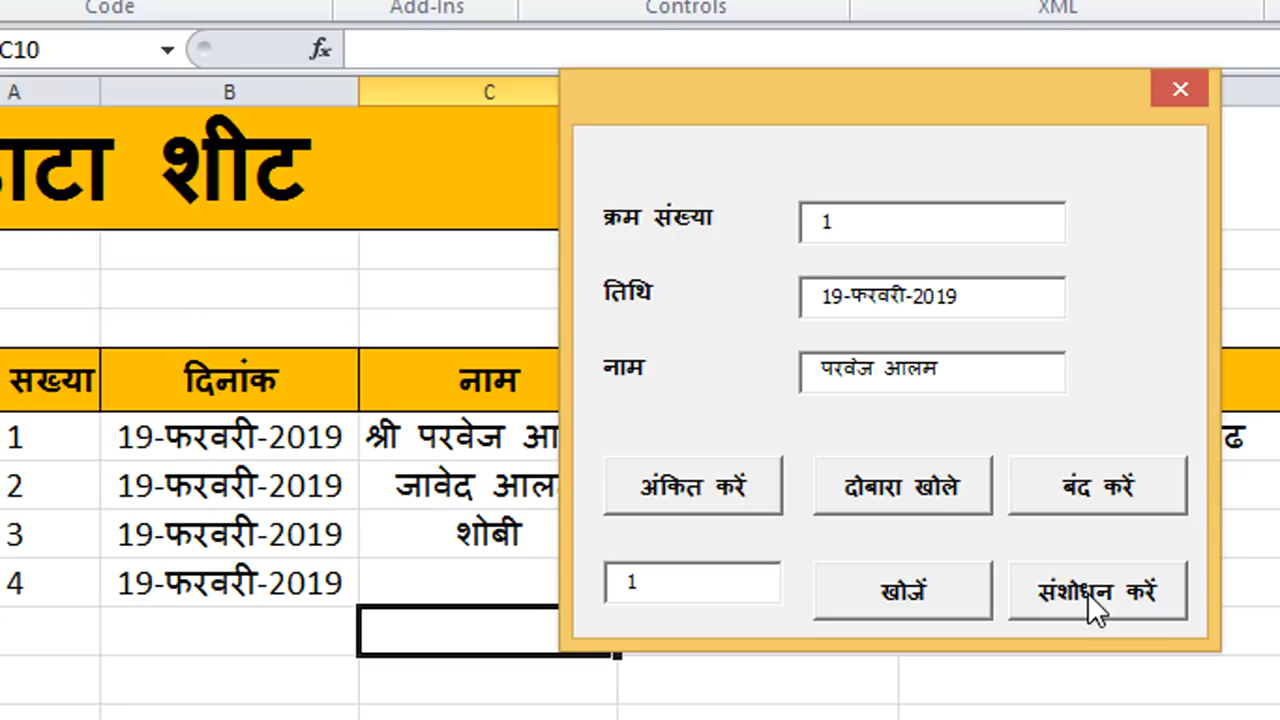 Code Add-Ins Controls XML
C10 fx
A B C
शीट
क्रम संख्या 1
तिथि 19-फरवरी-2019
नाम परवेज आलम
सख्या दिनांक नाम
1 19-फरवरी-2019 श्री परवेज
2 19-फरवरी-2019 जावेद
3 19-फरवरी-2019 शोबी
4 19-फरवरी-2019
अंकित करें दोबारा खोले बंद करें
1 खोजें संशोधन करें